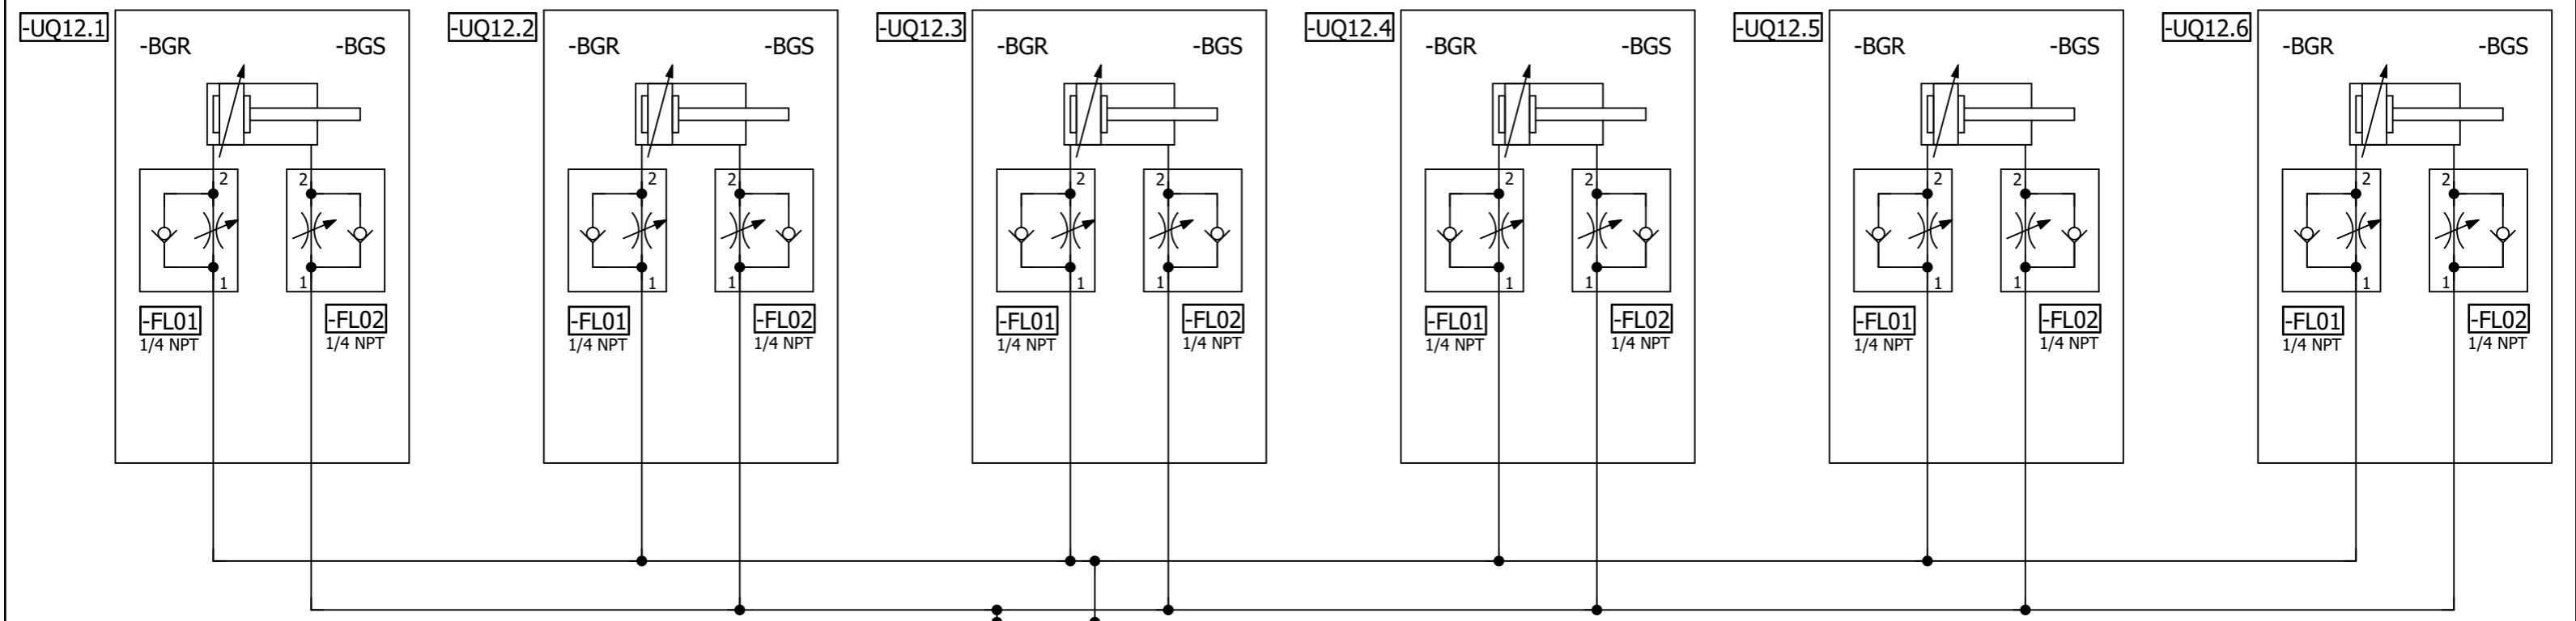 -UQ12.1
-BGR
-BGS
2
2
1
1
-FL01
1/4 NPT
-FL02
1/4 NPT
-UQ12.2
-BGR
-BGS
2
2
1
1
-FL01
1/4 NPT
-FL02
1/4 NPT
-UQ12.3
-BGR
-BGS
2
2
1
1
-FL01
1/4 NPT
-FL02
1/4 NPT
-UQ12.4
-BGR
-BGS
2
2
1
1
-FL01
1/4 NPT
-FL02
1/4 NPT
-UQ12.5
-BGR
-BGS
2
2
1
1
-FL01
1/4 NPT
-FL02
1/4 NPT
-UQ12.6
-BGR
-BGS
2
2
1
1
-FL01
1/4 NPT
-FL02
1/4 NPT